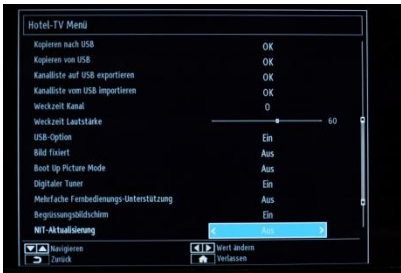 Hotel-TV Menü
Kopieren nach USB OK
Kopieren von USB OK
Kanalliste auf USB exportieren OK
Kanalliste vom USB importieren OK
Weckzeit Kanal 0
Weckzeit Lautstärke 60
USB-Option Ein
Bild fixiert Aus
Boot Up Picture Mode Aus
Digitaler Tuner Ein
Mehrfache Fernbedienungs-Unterstützung Aus
Begrüssungsbildschirm Ein
NIT-Aktualisierung Aus
Navigieren Wert ändern
Zurück Verlassen